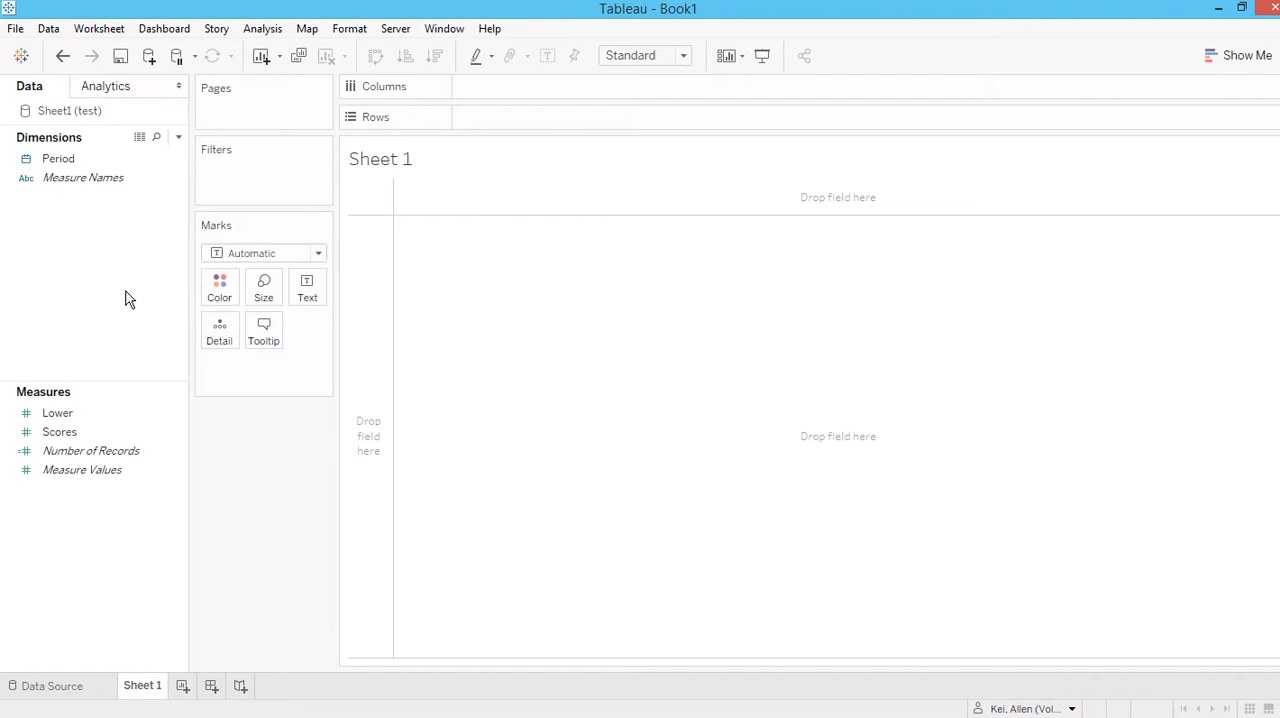 Tableau - Book1
File Data Worksheet Dashboard Story Analysis Map Format Server Window Help
Standard
Show Me
Data
Analytics
Sheet1 (test)
Dimensions
Period
Abc Measure Names
Measures
Lower
Scores
Number of Records
Measure Values
Pages
Filters
Marks
Automatic
Color Size Text
Detail Tooltip
Columns
Rows
Sheet 1
Drop field here
Drop
field
here
Drop field here
Data Source
Sheet 1
Kei, Allen (Vol...